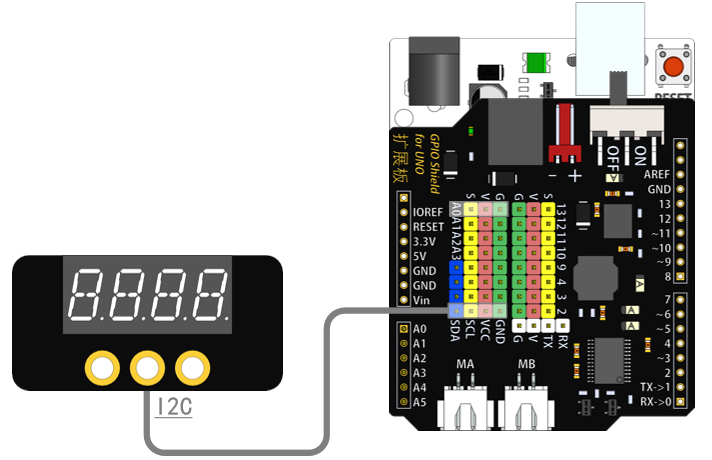 8.8.8.8.
I2C
RESET
GPIO Shield
for UNO
扩展板
OFF
ON
- +
S V G G V S
IOREF
RESET
3.3V
5V
GND
GND
Vin
A0 A1 A2 A3
13 12 11 10 9 4 3 2
SDA SCL VCC GND
G V TX RX
A0
A1
A2
A3
A4
A5
MA MB
AREF
GND
13
12
~11
~10
~9
8
7
~6
~5
4
~3
2
TX->1
RX->0
A
A
A
A